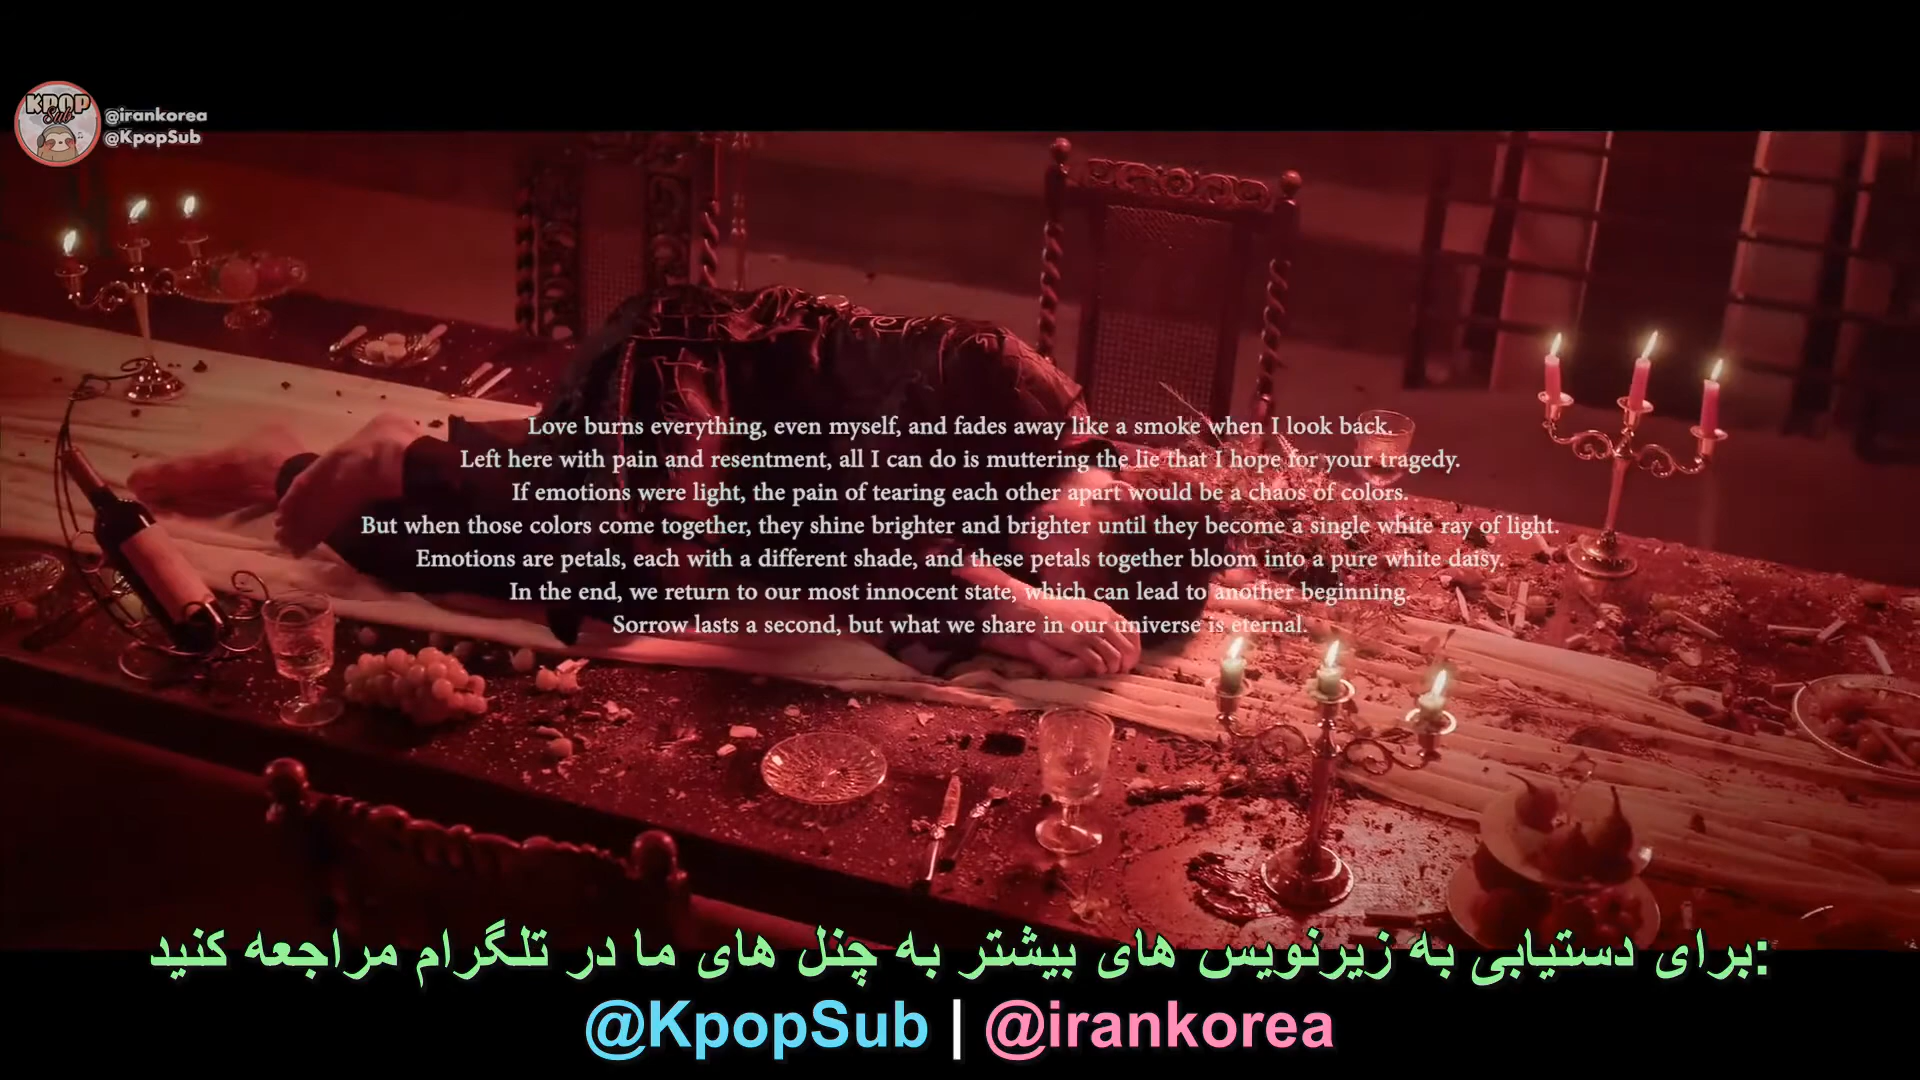 KPOP
Sub
@irankorea
@KpopSub
Love burns everything, even myself, and fades away like a smoke when I look back.
Left here with pain and resentment, all I can do is muttering the lie that I hope for your tragedy.
If emotions were light, the pain of tearing each other apart would be a chaos of colors.
But when those colors come together, they shine brighter and brighter until they become a single white ray of light.
Emotions are petals, each with a different shade, and these petals together bloom into a pure white daisy.
In the end, we return to our most innocent state, which can lead to another beginning.
Sorrow lasts a second, but what we share in our universe is eternal.
برای دستیابی به زیرنویس های بیشتر به چنل های ما در تلگرام مراجعه کنید:
@KpopSub | @irankorea